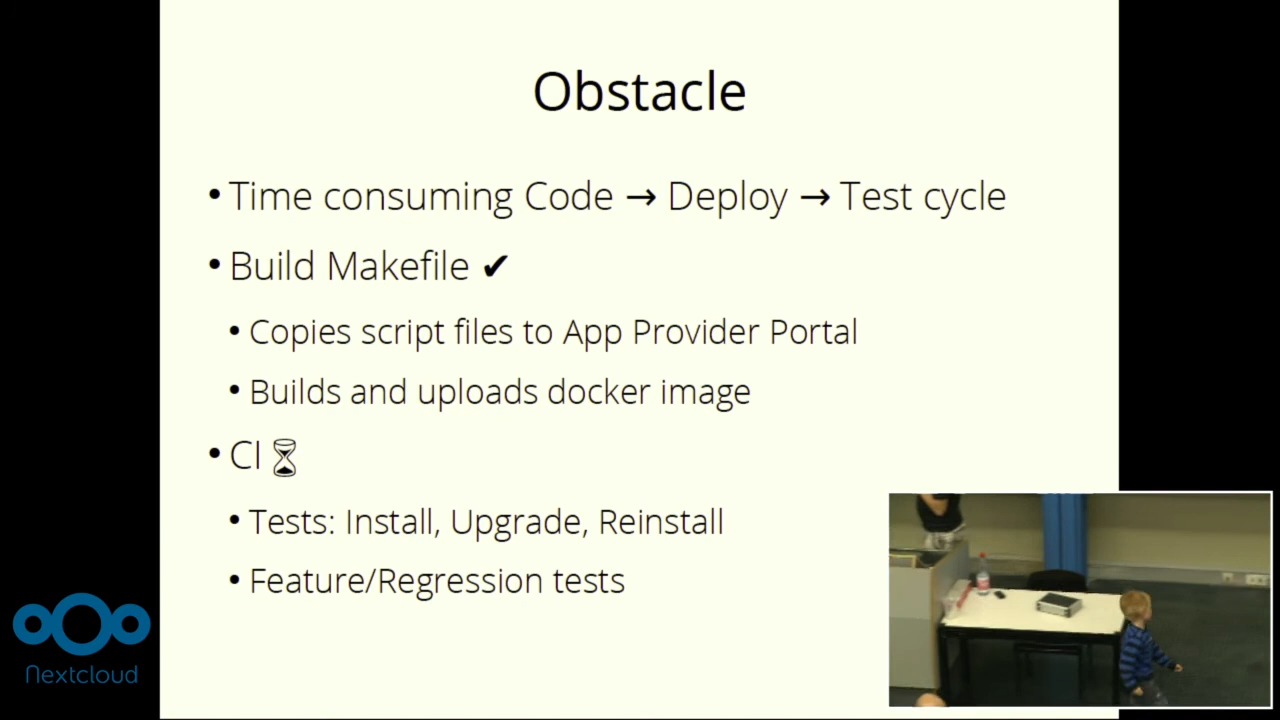 Obstacle
• Time consuming Code → Deploy → Test cycle
• Build Makefile ✔
• Copies script files to App Provider Portal
• Builds and uploads docker image
• CI ⌛
• Tests: Install, Upgrade, Reinstall
• Feature/Regression tests
Nextcloud